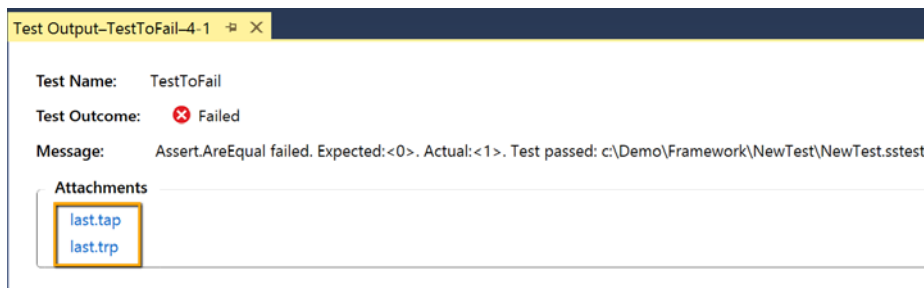 Test Output–TestToFail–4-1
Test Name: TestToFail
Test Outcome: Failed
Message: Assert.AreEqual failed. Expected:<0>. Actual:<1>. Test passed: c:\Demo\Framework\NewTest\NewTest.sstest
Attachments
last.tap
last.trp